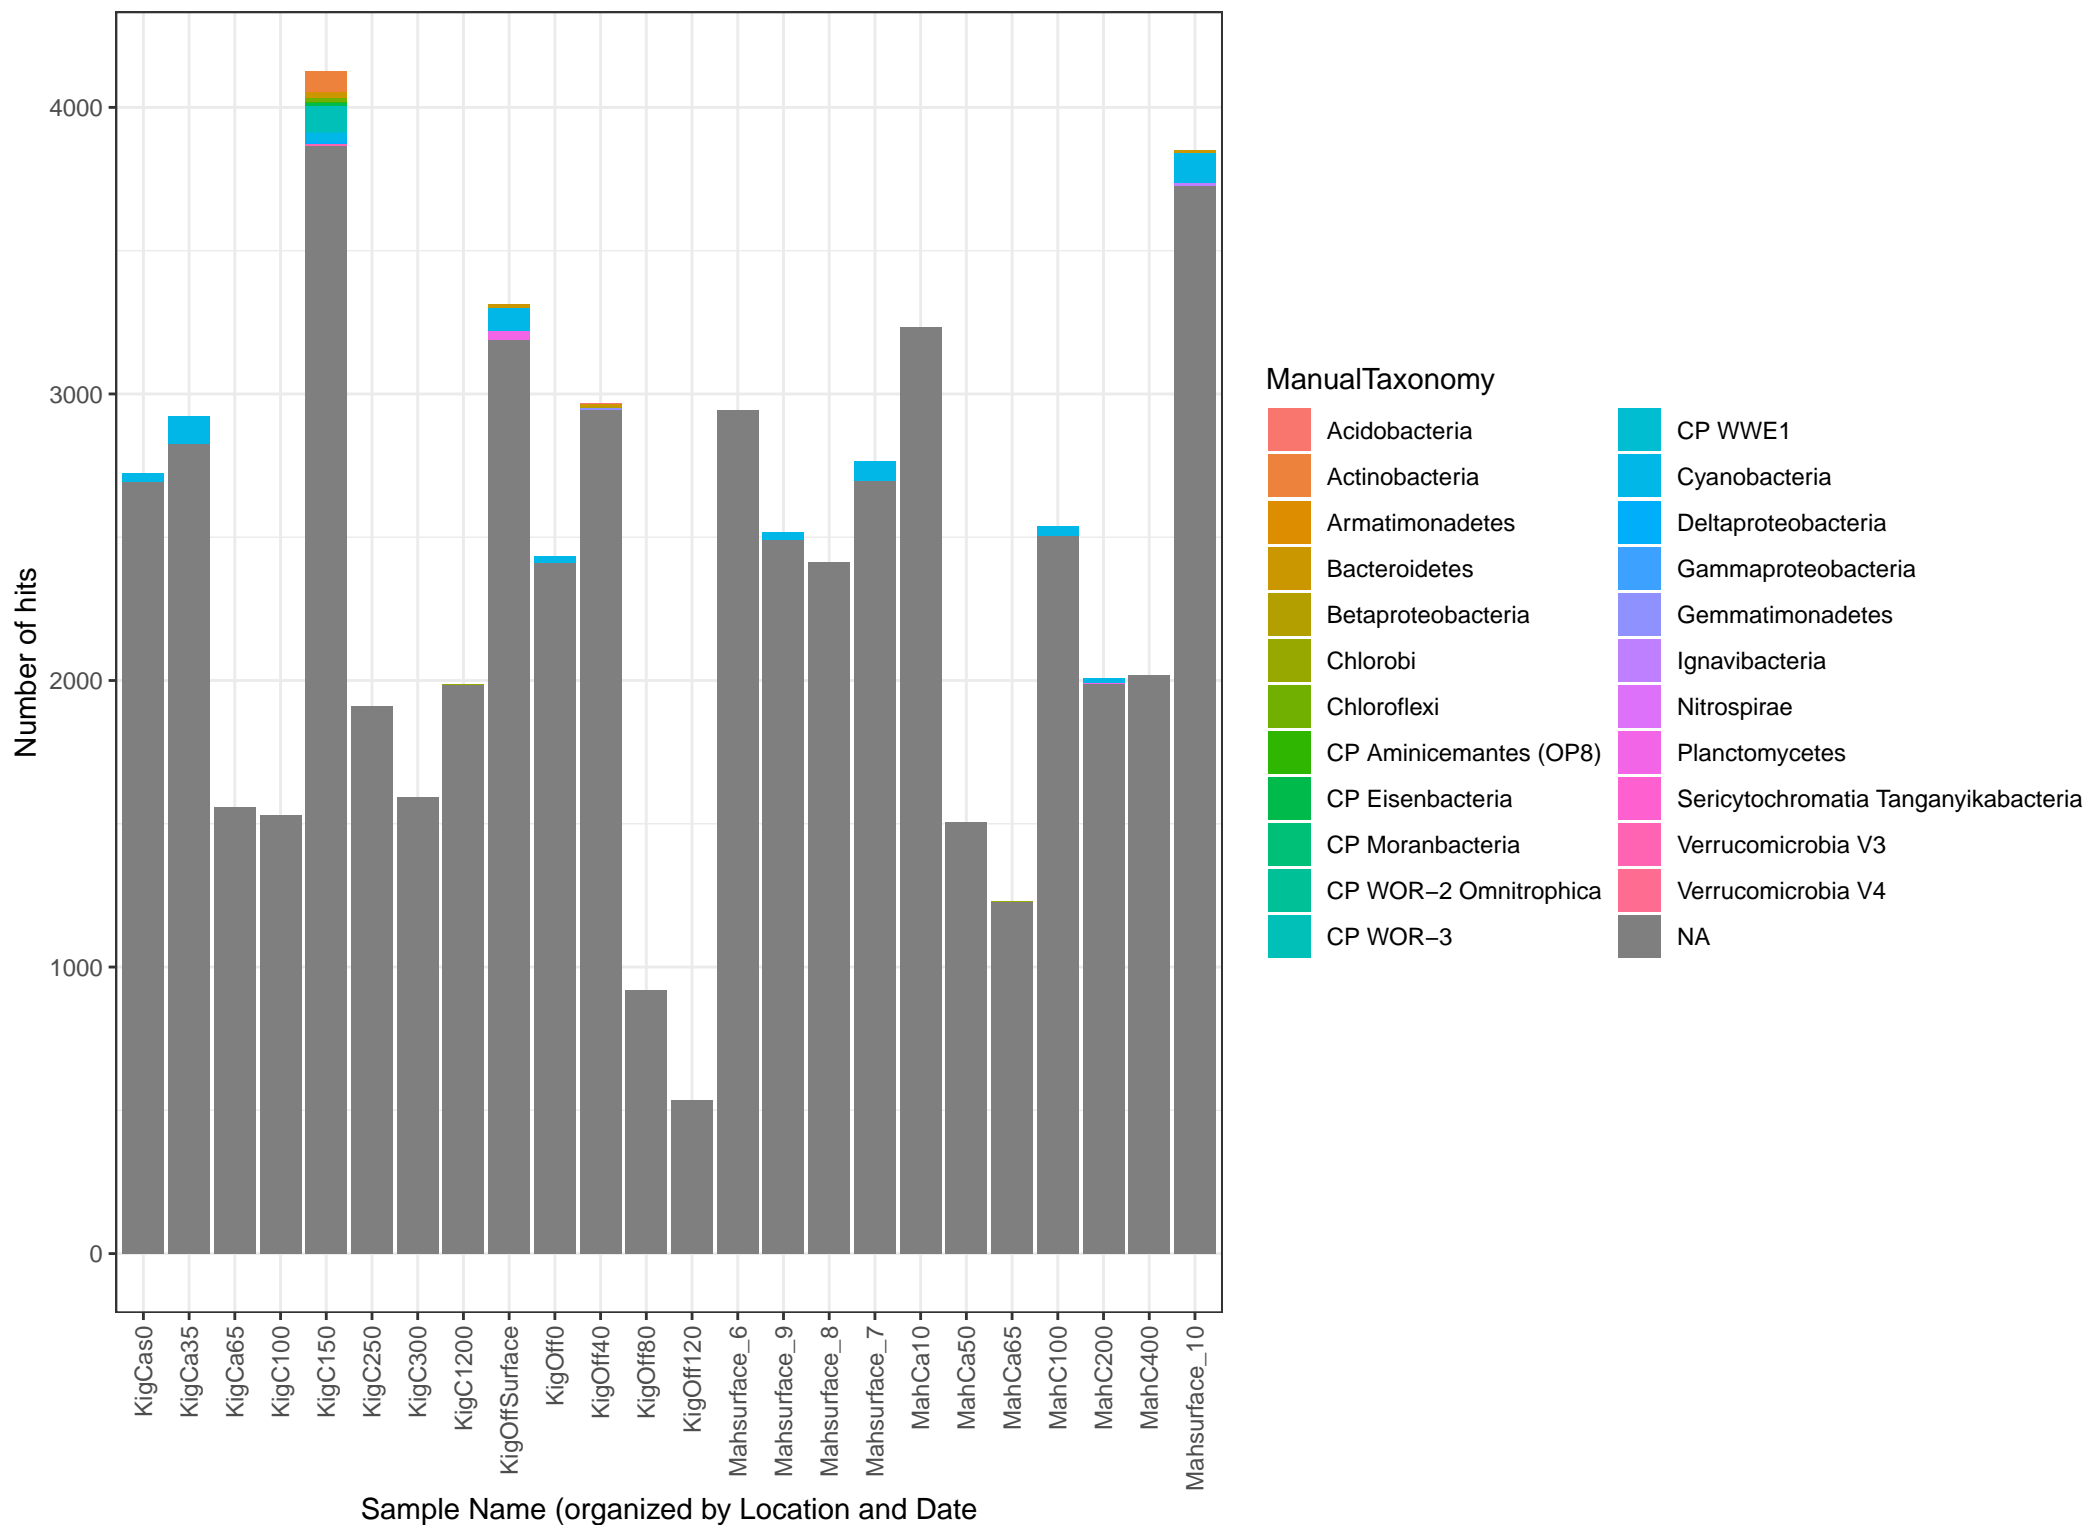 4000
3000
2000
1000
0
Number of hits
KigCas0
KigCa35
KigCa65
KigC100
KigC150
KigC250
KigC300
KigC1200
KigOffSurface
KigOff0
KigOff40
KigOff80
KigOff120
Mahsurface_6
Mahsurface_9
Mahsurface_8
Mahsurface_7
MahCa10
MahCa50
MahCa65
MahC100
MahC200
MahC400
Mahsurface_10
Sample Name (organized by Location and Date
ManualTaxonomy
Acidobacteria
Actinobacteria
Armatimonadetes
Bacteroidetes
Betaproteobacteria
Chlorobi
Chloroflexi
CP Aminicemantes (OP8)
CP Eisenbacteria
CP Moranbacteria
CP WOR−2 Omnitrophica
CP WOR−3
CP WWE1
Cyanobacteria
Deltaproteobacteria
Gammaproteobacteria
Gemmatimonadetes
Ignavibacteria
Nitrospirae
Planctomycetes
Sericytochromatia Tanganyikabacteria
Verrucomicrobia V3
Verrucomicrobia V4
NA